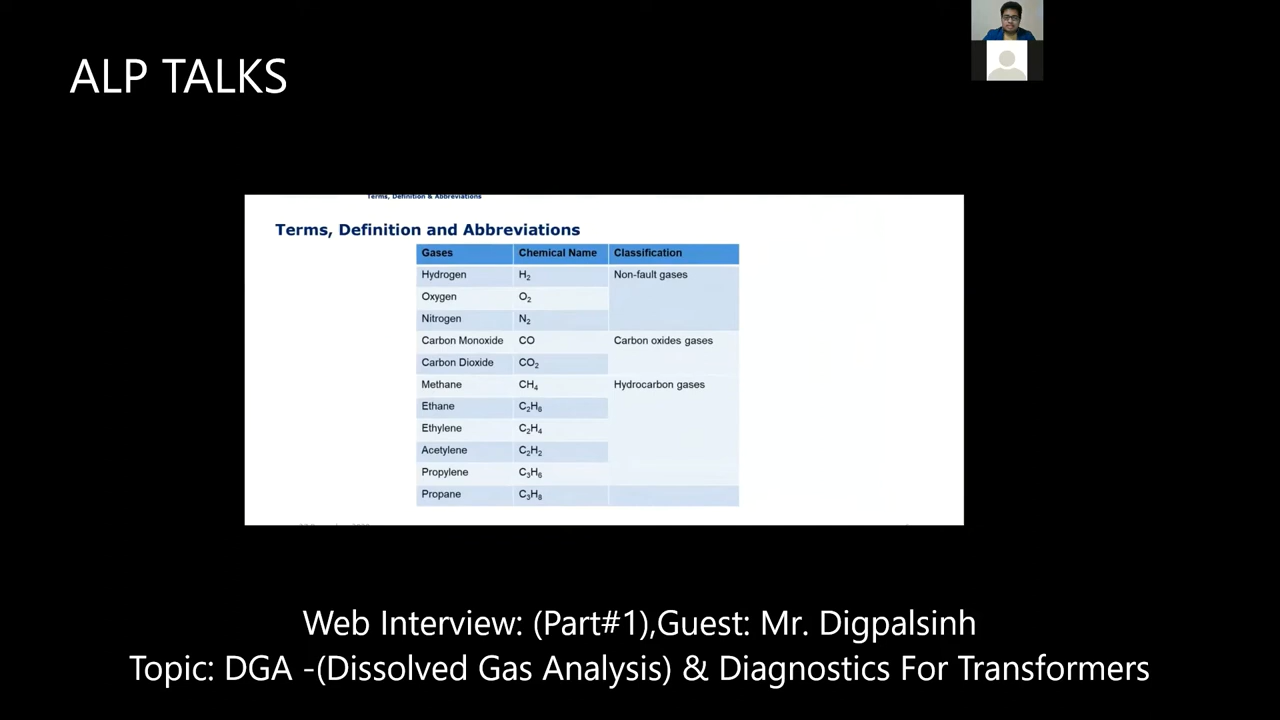 ALP TALKS
Terms, Definition & Abbreviations
Terms, Definition and Abbreviations
Gases Chemical Name Classification
Hydrogen H₂ Non-fault gases
Oxygen O₂
Nitrogen N₂
Carbon Monoxide CO Carbon oxides gases
Carbon Dioxide CO₂
Methane CH₄ Hydrocarbon gases
Ethane C₂H₆
Ethylene C₂H₄
Acetylene C₂H₂
Propylene C₃H₆
Propane C₃H₈
Web Interview: (Part#1),Guest: Mr. Digpalsinh
Topic: DGA -(Dissolved Gas Analysis) & Diagnostics For Transformers